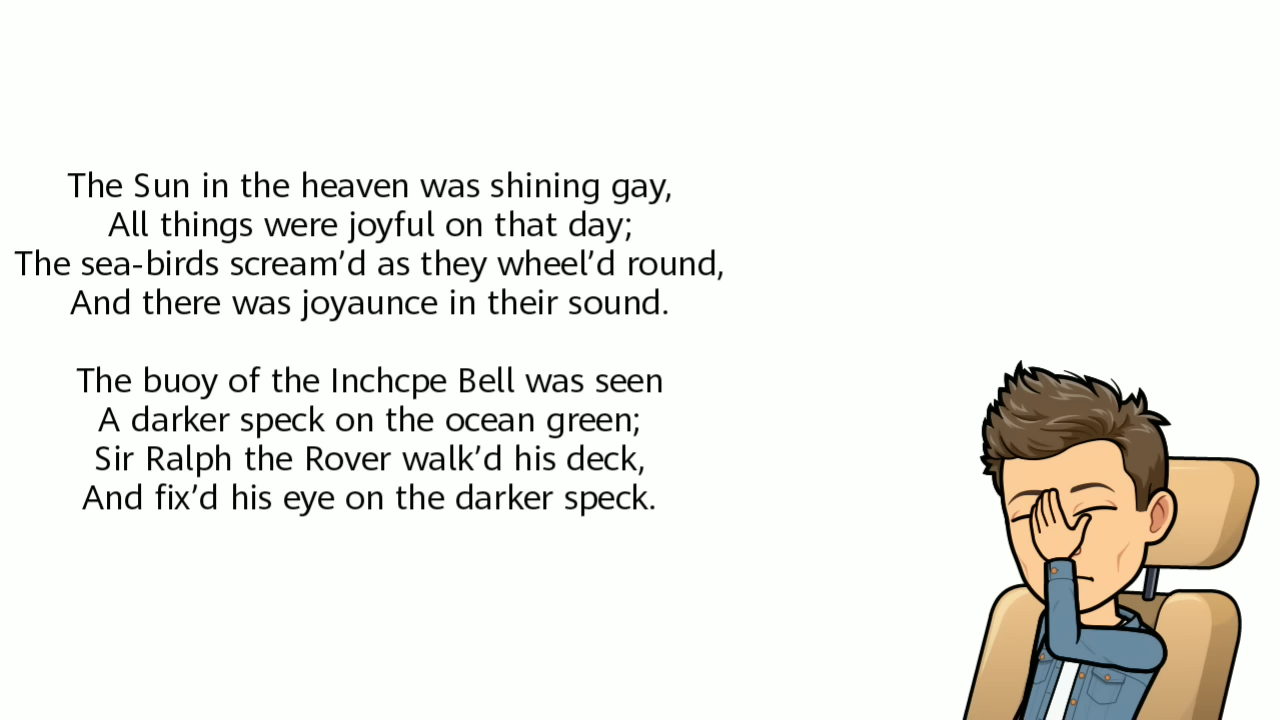 The Sun in the heaven was shining gay,
All things were joyful on that day;
The sea-birds scream’d as they wheel’d round,
And there was joyaunce in their sound.
The buoy of the Inchcpe Bell was seen
A darker speck on the ocean green;
Sir Ralph the Rover walk’d his deck,
And fix’d his eye on the darker speck.